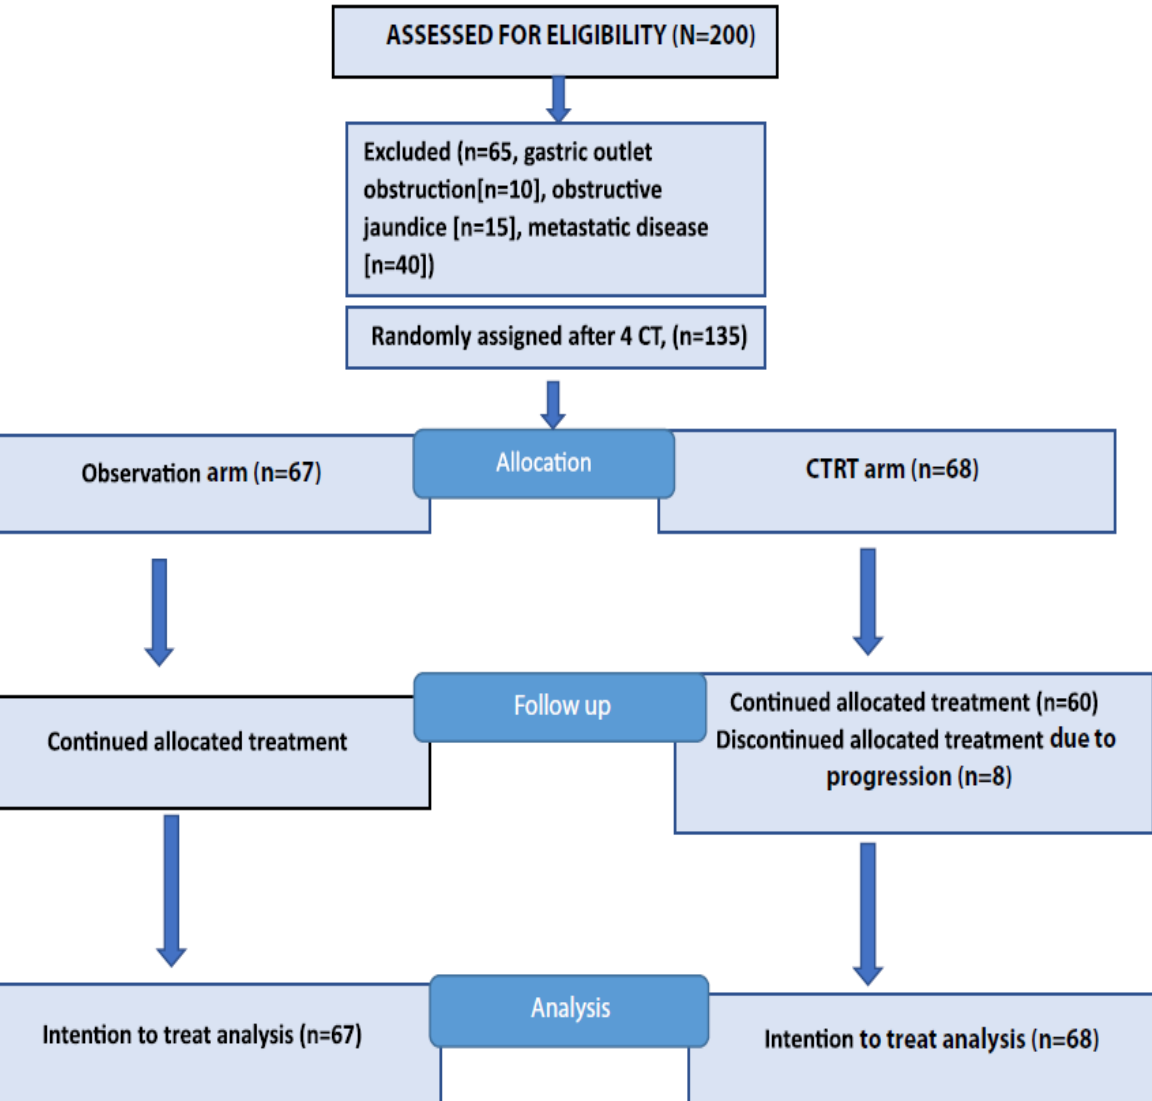 ASSESSED FOR ELIGIBILITY (N=200)
Excluded (n=65, gastric outlet
obstruction[n=10], obstructive
jaundice [n=15], metastatic disease
[n=40])
Randomly assigned after 4 CT, (n=135)
Observation arm (n=67)
Allocation
CTRT arm (n=68)
Continued allocated treatment
Follow up
Continued allocated treatment (n=60)
Discontinued allocated treatment due to
progression (n=8)
Intention to treat analysis (n=67)
Analysis
Intention to treat analysis (n=68)